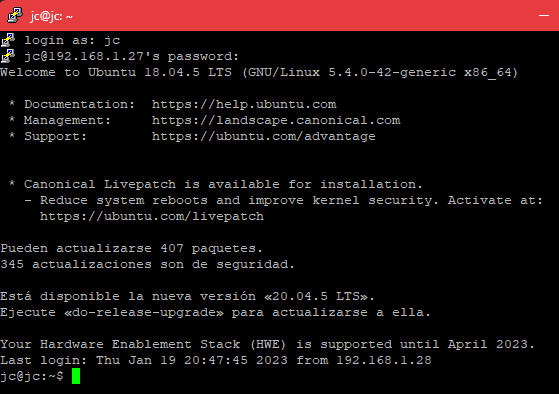 jc@jc: ~
login as: jc
jc@192.168.1.27's password:
Welcome to Ubuntu 18.04.5 LTS (GNU/Linux 5.4.0-42-generic x86_64)
* Documentation:  https://help.ubuntu.com
* Management:     https://landscape.canonical.com
* Support:        https://ubuntu.com/advantage
* Canonical Livepatch is available for installation.
- Reduce system reboots and improve kernel security. Activate at:
https://ubuntu.com/livepatch
Pueden actualizarse 407 paquetes.
345 actualizaciones son de seguridad.
Está disponible la nueva versión «20.04.5 LTS».
Ejecute «do-release-upgrade» para actualizarse a ella.
Your Hardware Enablement Stack (HWE) is supported until April 2023.
Last login: Thu Jan 19 20:47:45 2023 from 192.168.1.28
jc@jc:~$